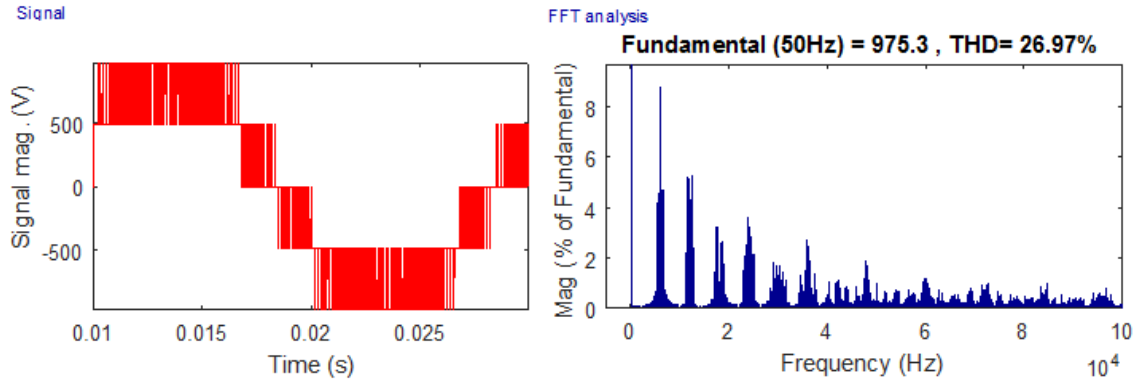 Signal
Signal mag. (V)
500
0
-500
0.01
0.015
0.02
0.025
Time (s)
FFT analysis
Fundamental (50Hz) = 975.3 , THD= 26.97%
Mag (% of Fundamental)
8
6
4
2
0
0
2
4
6
8
10
Frequency (Hz)
10^4